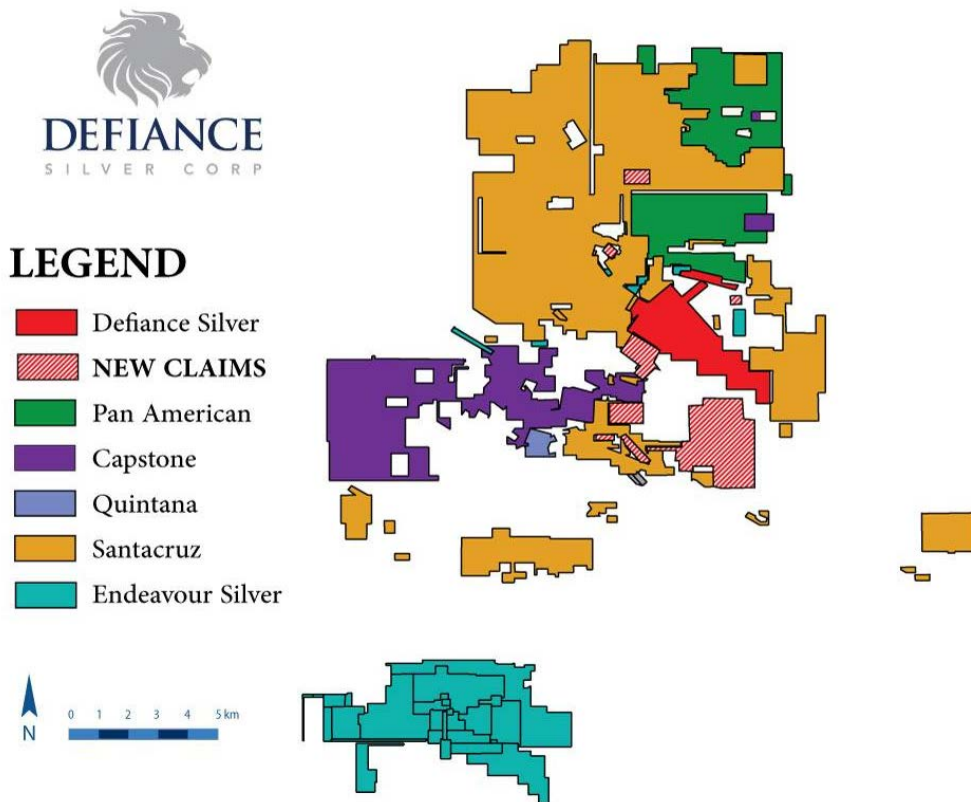 DEFIANCE
SILVER CORP
LEGEND
Defiance Silver
NEW CLAIMS
Pan American
Capstone
Quintana
Santacruz
Endeavour Silver
N
0 1 2 3 4 5 km